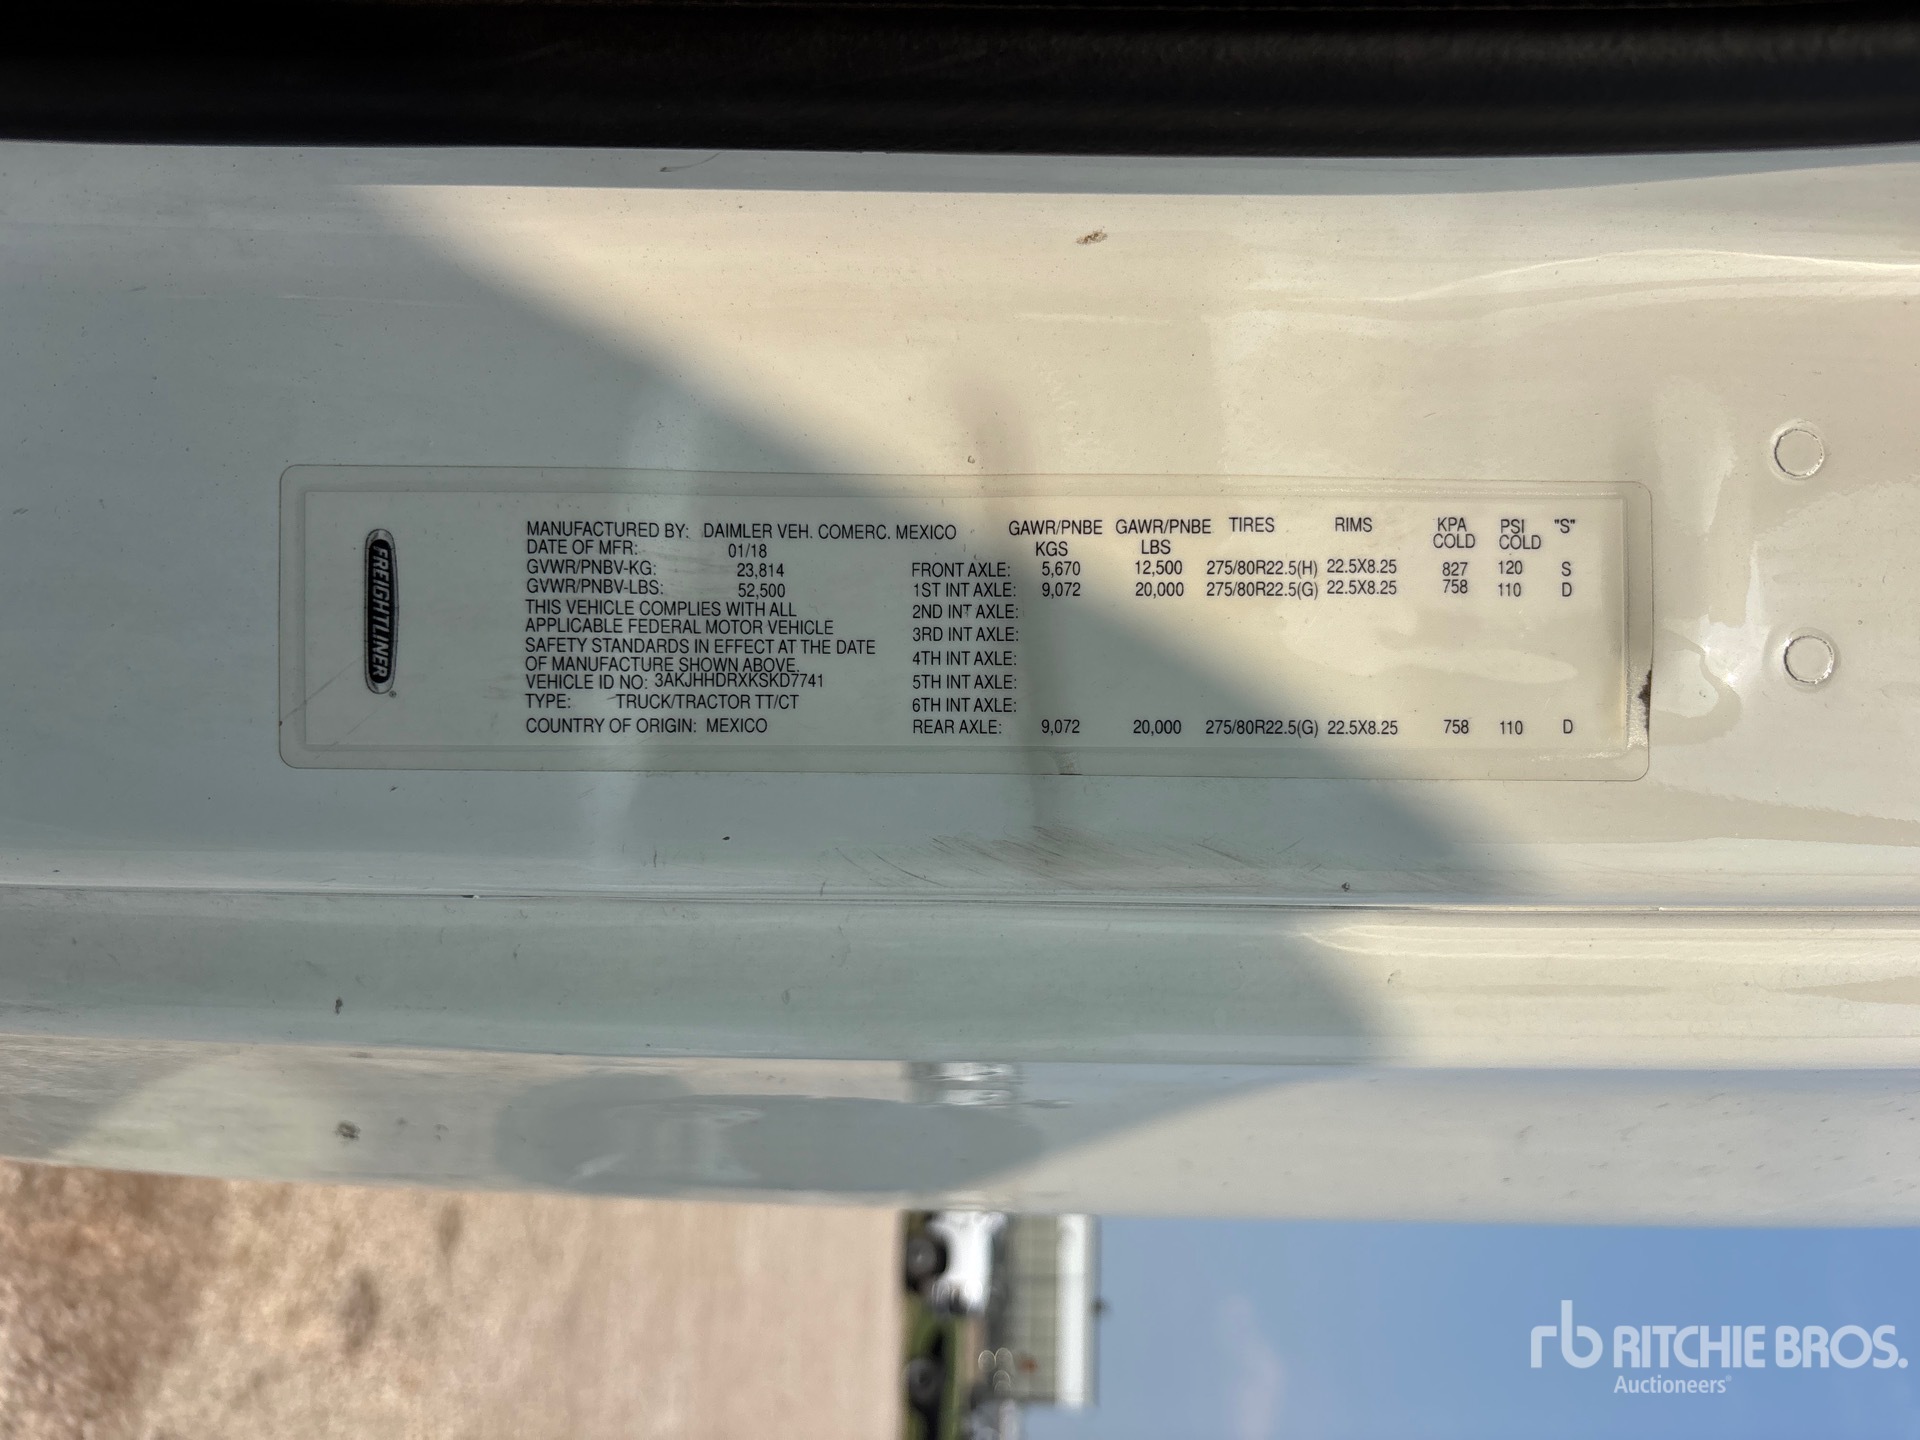 FREIGHTLINER
MANUFACTURED BY: DAIMLER VEH. COMERC. MEXICO
DATE OF MFR: 01/18
GVWR/PNBV-KG: 23,814
GVWR/PNBV-LBS: 52,500
THIS VEHICLE COMPLIES WITH ALL
APPLICABLE FEDERAL MOTOR VEHICLE
SAFETY STANDARDS IN EFFECT AT THE DATE
OF MANUFACTURE SHOWN ABOVE.
VEHICLE ID NO: 3AKJHHDRXKSKD7741
TYPE: TRUCK/TRACTOR TT/CT
COUNTRY OF ORIGIN: MEXICO
GAWR/PNBE GAWR/PNBE TIRES RIMS KPA PSI "S"
KGS LBS COLD COLD
FRONT AXLE: 5,670 12,500 275/80R22.5(H) 22.5X8.25 827 120 S
1ST INT AXLE: 9,072 20,000 275/80R22.5(G) 22.5X8.25 758 110 D
2ND INT AXLE:
3RD INT AXLE:
4TH INT AXLE:
5TH INT AXLE:
6TH INT AXLE:
REAR AXLE: 9,072 20,000 275/80R22.5(G) 22.5X8.25 758 110 D
rb RITCHIE BROS.
Auctioneers